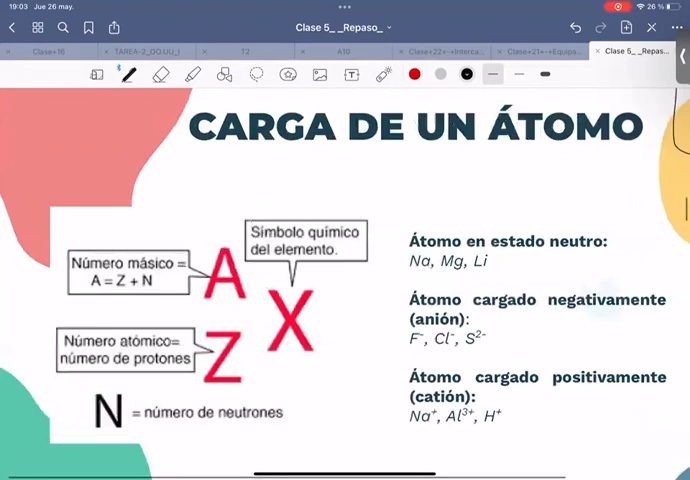 19:03 Jue 26 may.
26 %
Clase 5_ _Repaso_
Clase+16
TAREA-2_QO.UU_I
T2
A10
Clase+22+-+Interca...
Clase+21+-+Equipa...
Clase 5_ _Repas...
CARGA DE UN ÁTOMO
Símbolo químico
del elemento.
Número másico =
A = Z + N
A
X
Número atómico=
número de protones
Z
N = número de neutrones
Átomo en estado neutro:
Na, Mg, Li
Átomo cargado negativamente
(anión):
F⁻, Cl⁻, S²⁻
Átomo cargado positivamente
(catión):
Na⁺, Al³⁺, H⁺